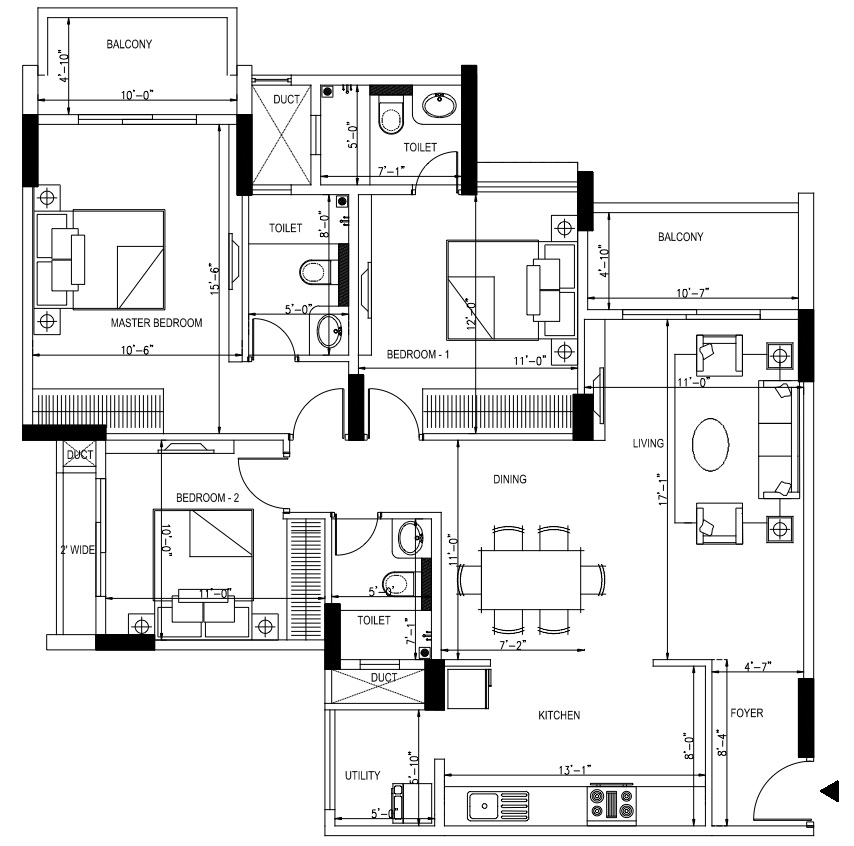 BALCONY
4'-10"
10'-0"
DUCT
5'-0"
TOILET
7'-1"
TOILET
8'-0"
5'-0"
15'-6"
MASTER BEDROOM
10'-6"
12'-0"
BEDROOM - 1
11'-0"
BALCONY
4'-10"
10'-7"
11'-0"
LIVING
17'-1"
DUCT
BEDROOM - 2
10'-0"
2' WIDE
11'-0"
DINING
11'-0"
7'-2"
5'-0"
TOILET
7'-1"
DUCT
4'-7"
FOYER
8'-4"
KITCHEN
8'-0"
13'-1"
UTILITY
5'-10"
5'-0"